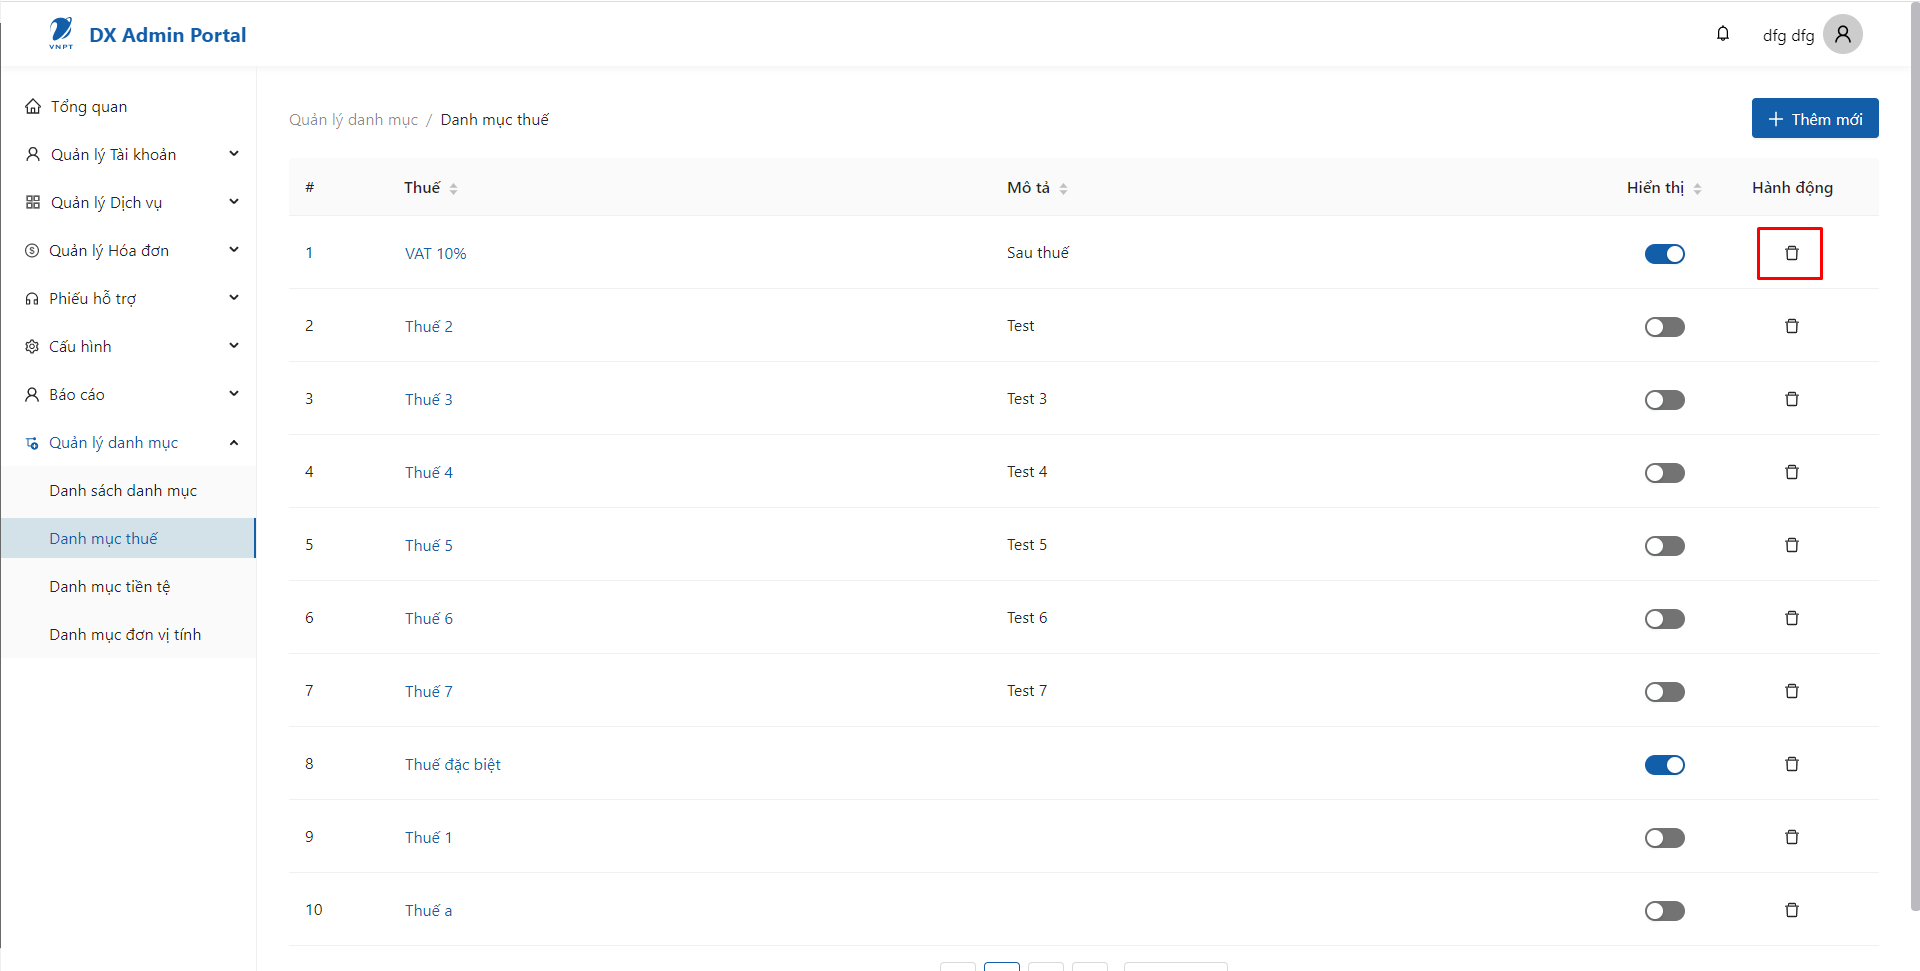 VNPT
DX Admin Portal
dfg dfg
Tổng quan
Quản lý Tài khoản
Quản lý Dịch vụ
Quản lý Hóa đơn
Phiếu hỗ trợ
Cấu hình
Báo cáo
Quản lý danh mục
Danh sách danh mục
Danh mục thuế
Danh mục tiền tệ
Danh mục đơn vị tính
Quản lý danh mục / Danh mục thuế
Thêm mới
# Thuế Mô tả Hiển thị Hành động
1 VAT 10% Sau thuế
2 Thuế 2 Test
3 Thuế 3 Test 3
4 Thuế 4 Test 4
5 Thuế 5 Test 5
6 Thuế 6 Test 6
7 Thuế 7 Test 7
8 Thuế đặc biệt
9 Thuế 1
10 Thuế a